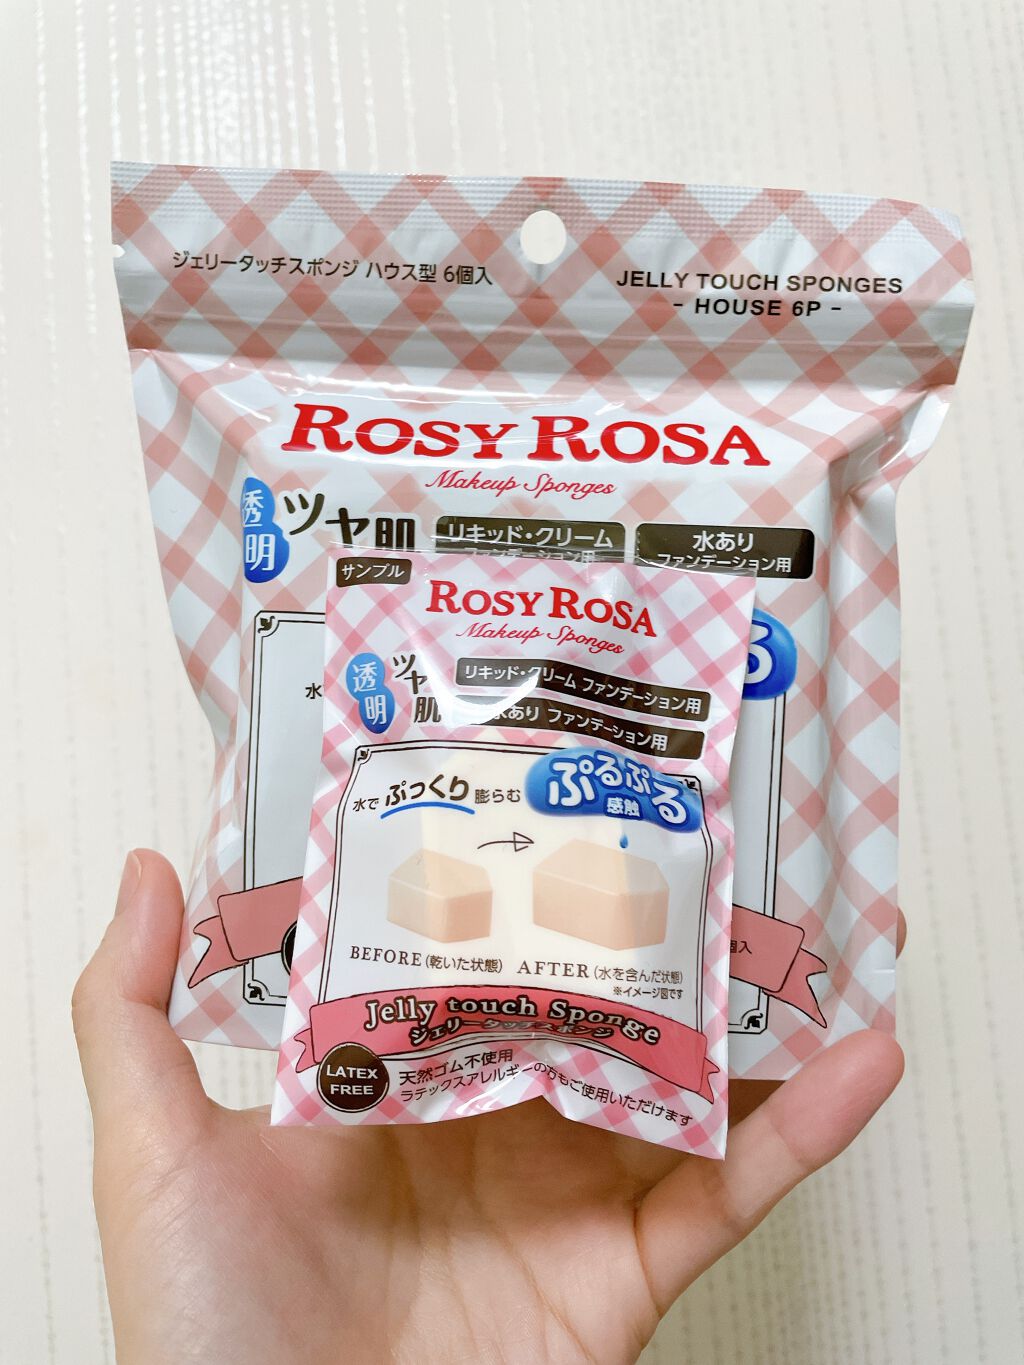 ジェリータッチスポンジ ハウス型 6個入
JELLY TOUCH SPONGES
- HOUSE 6P -
ROSY ROSA
Makeup Sponges
透明
ツヤ肌
リキッド・クリーム
ファンデーション用
水あり
ファンデーション用
る
水
個入
サンプル
ROSY ROSA
Makeup Sponges
透明
ツヤ肌
リキッド・クリーム ファンデーション用
水あり ファンデーション用
水で ぷっくり 膨らむ
ぷるぷる
感触
BEFORE (乾いた状態) AFTER (水を含んだ状態)
※イメージ図です
Jelly touch Sponge
ジェリータッチスポンジ
LATEX
FREE
天然ゴム不使用
ラテックスアレルギーの方もご使用いただけます